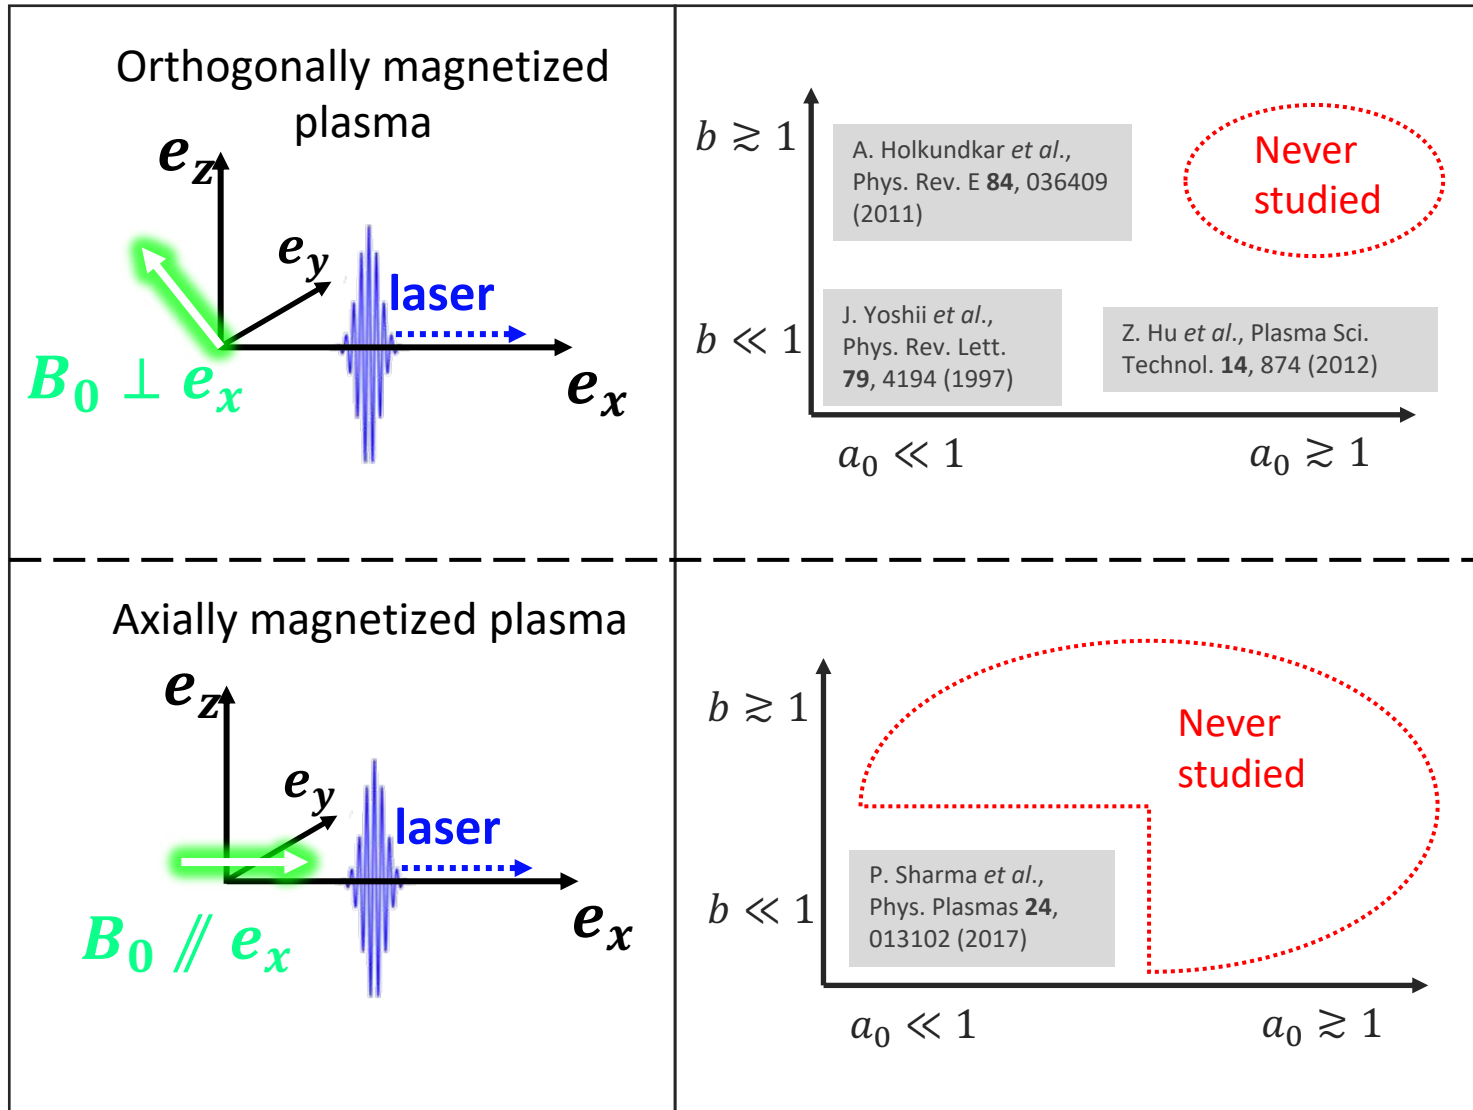 Orthogonally magnetized
plasma
e_z
e_y
laser
e_x
B_0 ⊥ e_x
b ≳ 1
A. Holkundkar et al.,
Phys. Rev. E 84, 036409
(2011)
Never
studied
b ≪ 1
J. Yoshii et al.,
Phys. Rev. Lett.
79, 4194 (1997)
Z. Hu et al., Plasma Sci.
Technol. 14, 874 (2012)
a_0 ≪ 1
a_0 ≳ 1
Axially magnetized plasma
e_z
e_y
laser
e_x
B_0 ∥ e_x
b ≳ 1
Never
studied
b ≪ 1
P. Sharma et al.,
Phys. Plasmas 24,
013102 (2017)
a_0 ≪ 1
a_0 ≳ 1